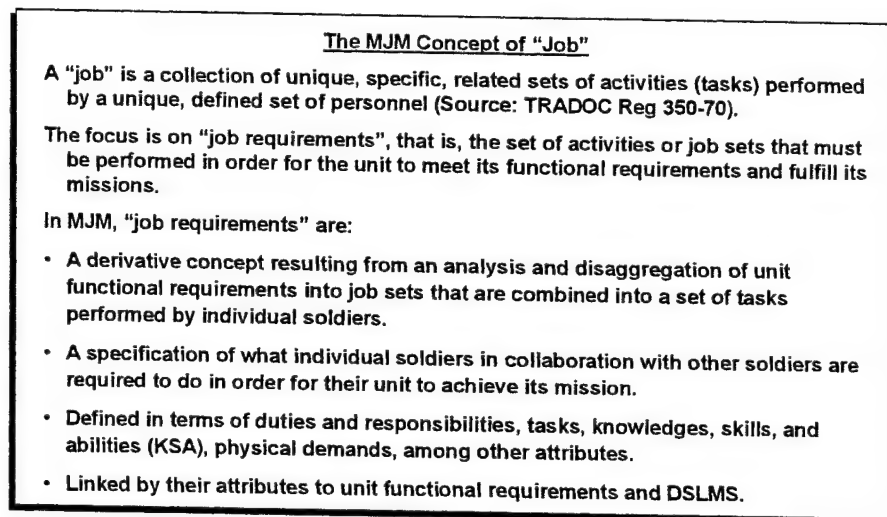 The MJM Concept of "Job"
A "job" is a collection of unique, specific, related sets of activities (tasks) performed
by a unique, defined set of personnel (Source: TRADOC Reg 350-70).
The focus is on "job requirements", that is, the set of activities or job sets that must
be performed in order for the unit to meet its functional requirements and fulfill its
missions.
In MJM, "job requirements" are:
• A derivative concept resulting from an analysis and disaggregation of unit
functional requirements into job sets that are combined into a set of tasks
performed by individual soldiers.
• A specification of what individual soldiers in collaboration with other soldiers are
required to do in order for their unit to achieve its mission.
• Defined in terms of duties and responsibilities, tasks, knowledges, skills, and
abilities (KSA), physical demands, among other attributes.
• Linked by their attributes to unit functional requirements and DSLMS.